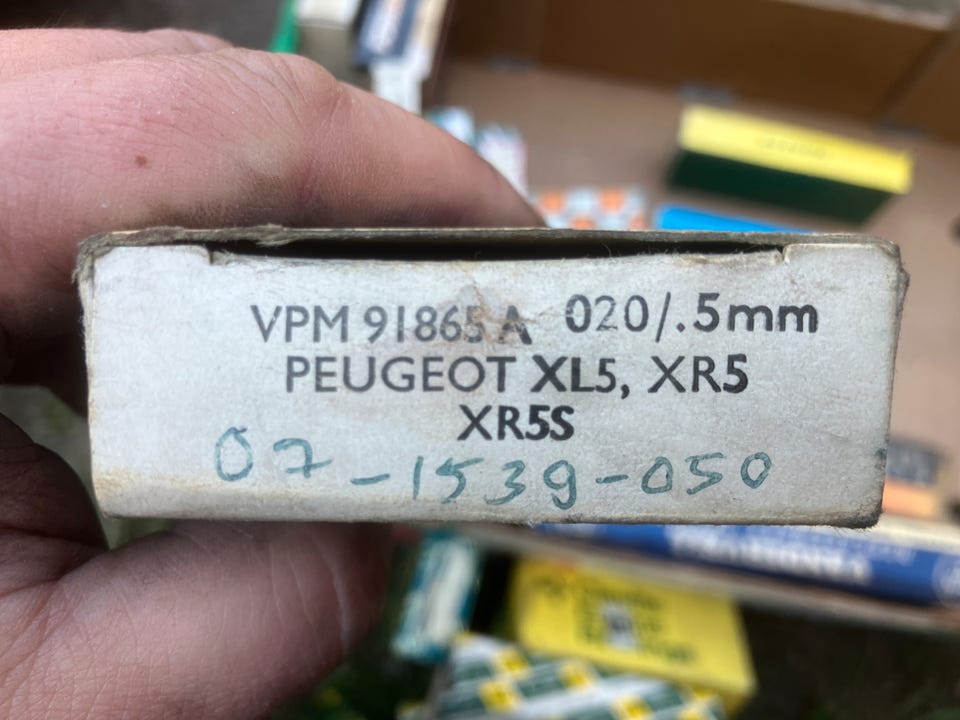 VPM 91865 A 020/.5mm
PEUGEOT XL5, XR5
XR5S
07-1539-050